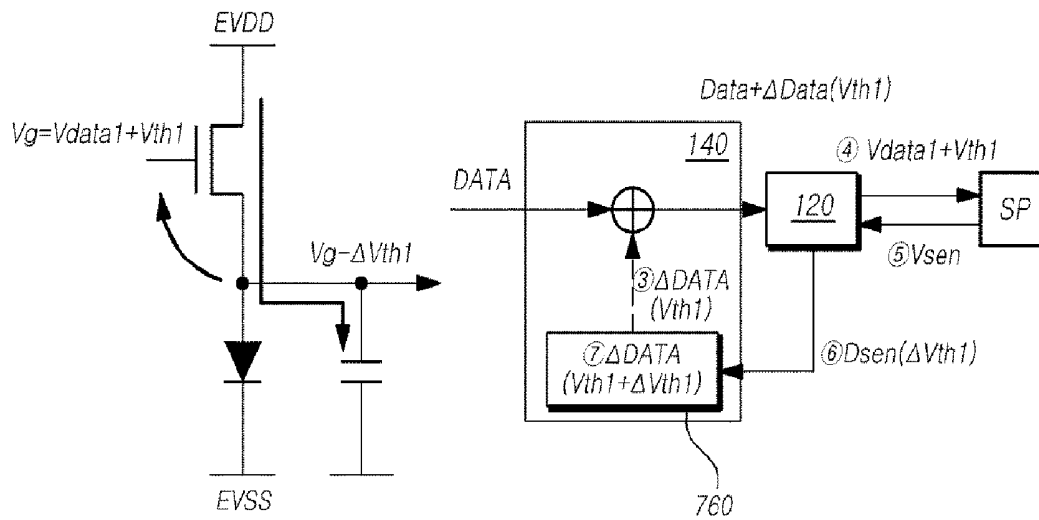 EVDD
Vg=Vdata1+Vth1
Vg-ΔVth1
EVSS
Data+ΔData(Vth1)
140
DATA
④ Vdata1+Vth1
120
SP
⑤Vsen
③ΔDATA
(Vth1)
⑦ΔDATA
(Vth1+ΔVth1)
⑥Dsen(ΔVth1)
760